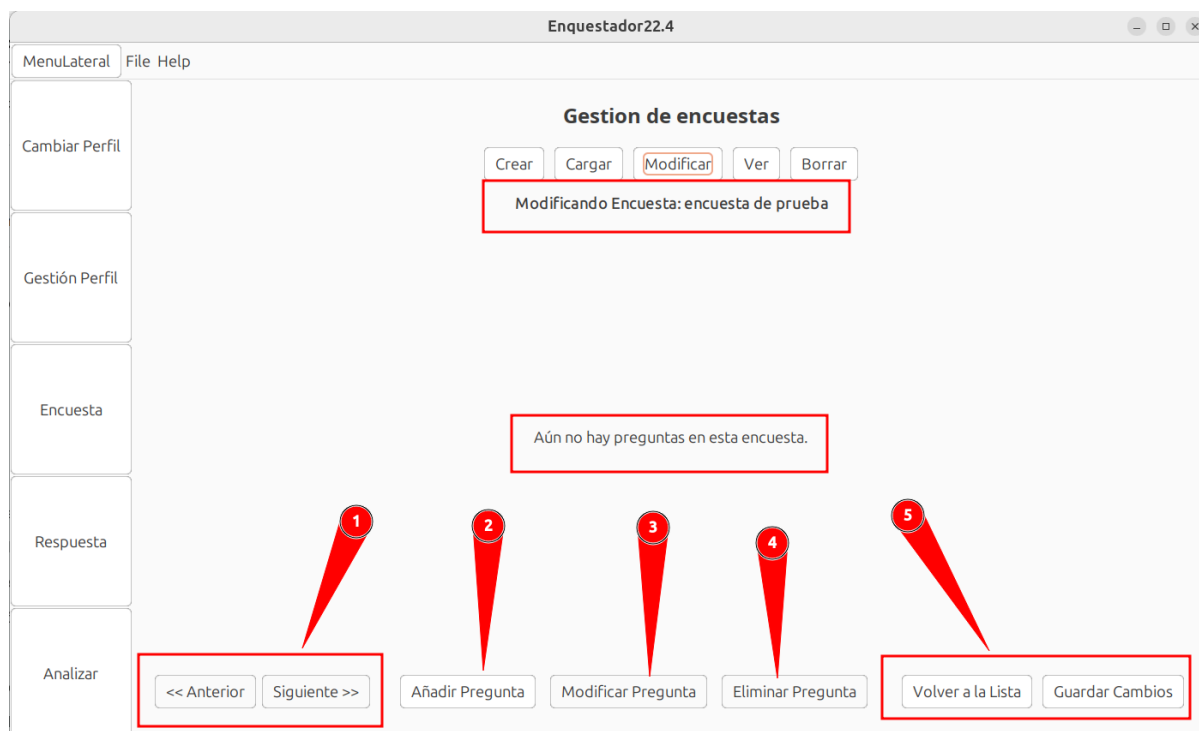 Enquestador22.4
MenuLateral File Help
Cambiar Perfil
Gestión Perfil
Encuesta
Respuesta
Analizar
Gestion de encuestas
Crear Cargar Modificar Ver Borrar
Modificando Encuesta: encuesta de prueba
Aún no hay preguntas en esta encuesta.
1 2 3 4 5
<< Anterior Siguiente >> Añadir Pregunta Modificar Pregunta Eliminar Pregunta Volver a la Lista Guardar Cambios